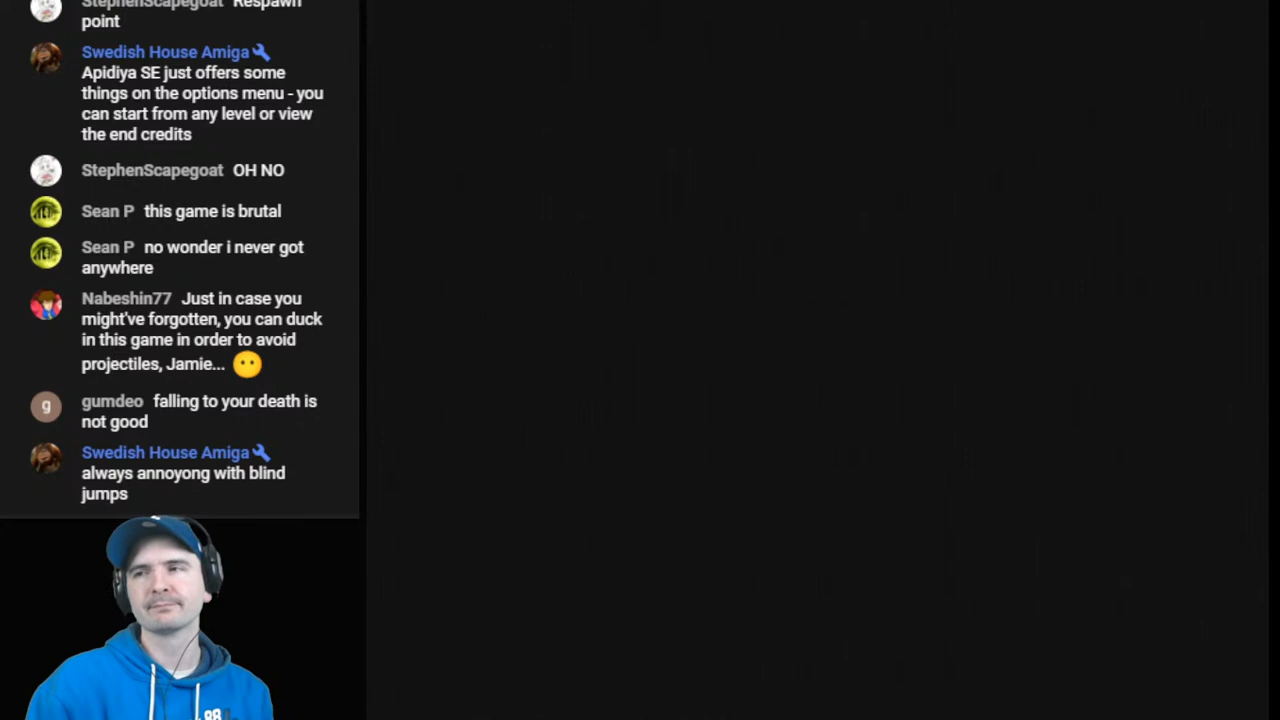 StephenScapegoat Respawn
point
Swedish House Amiga
Apidiya SE just offers some
things on the options menu - you
can start from any level or view
the end credits
StephenScapegoat OH NO
Sean P this game is brutal
Sean P no wonder i never got
anywhere
Nabeshin77 Just in case you
might've forgotten, you can duck
in this game in order to avoid
projectiles, Jamie...
g gumdeo falling to your death is
not good
Swedish House Amiga
always annoyong with blind
jumps
88